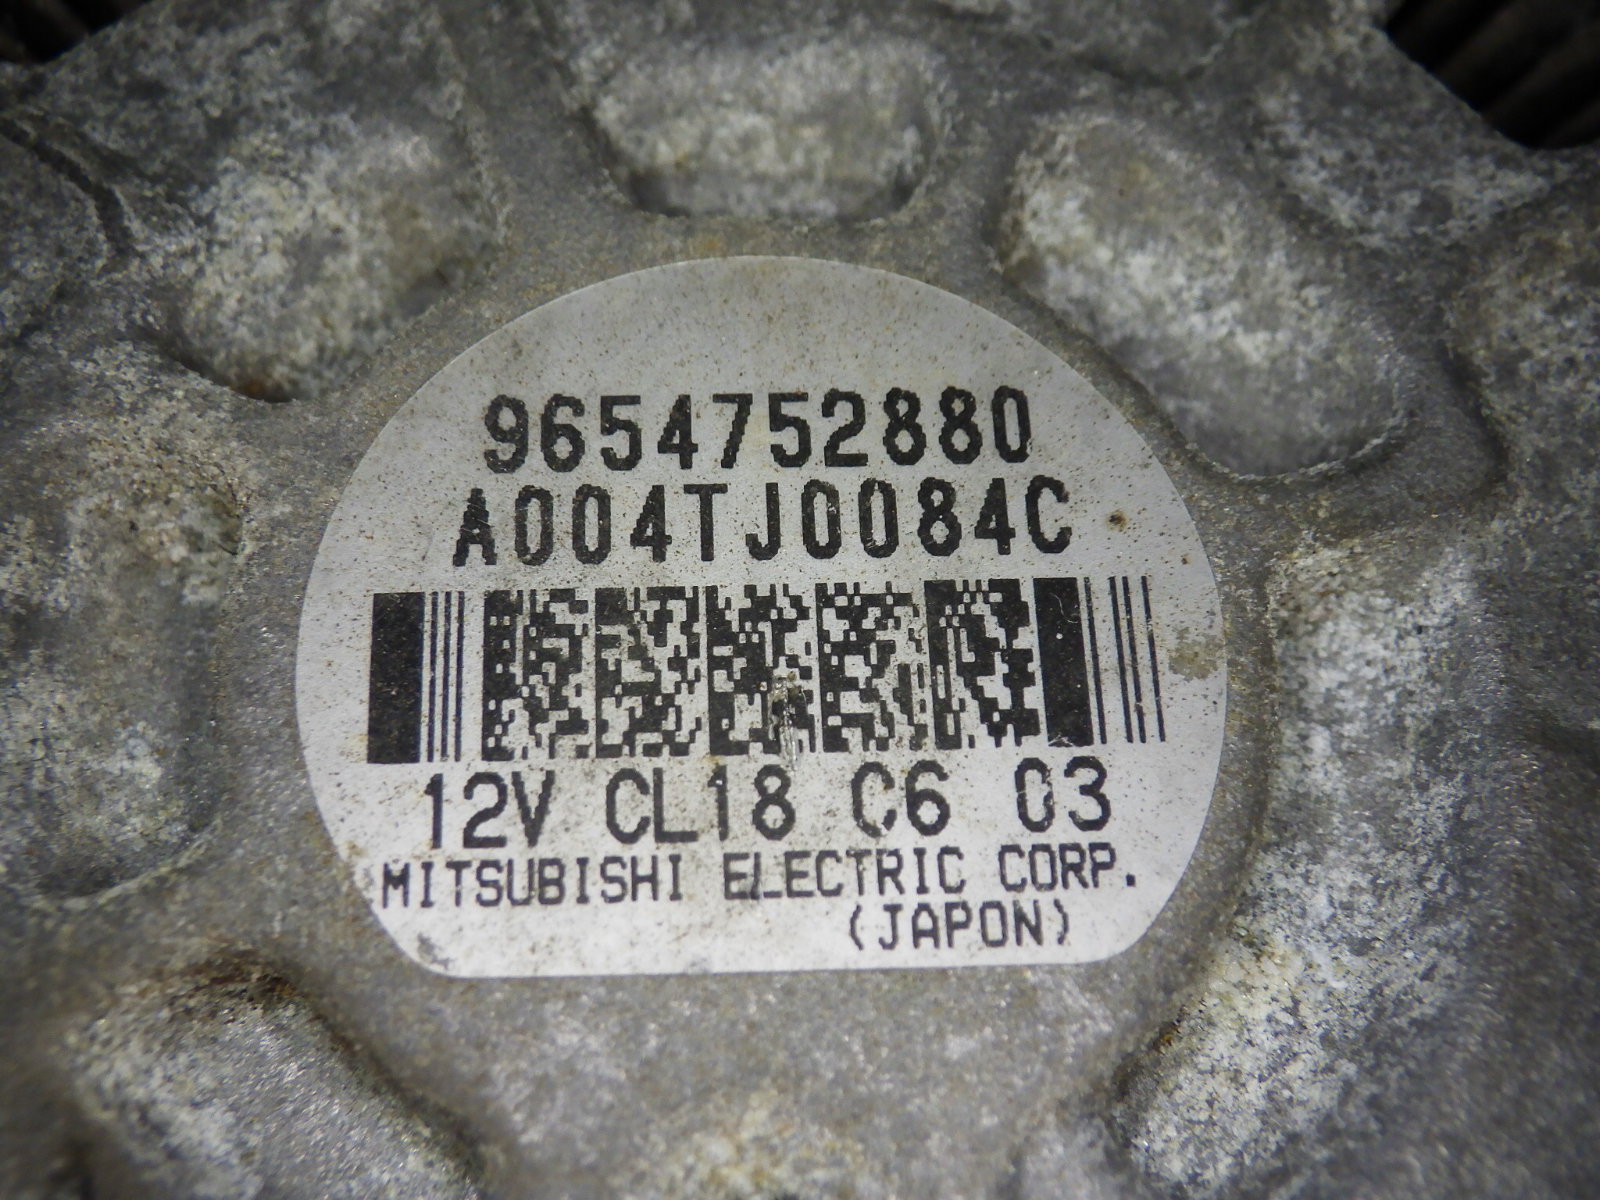 9654752880
A004TJ0084C
12V CL18 C6 03
MITSUBISHI ELECTRIC CORP.
(JAPON)